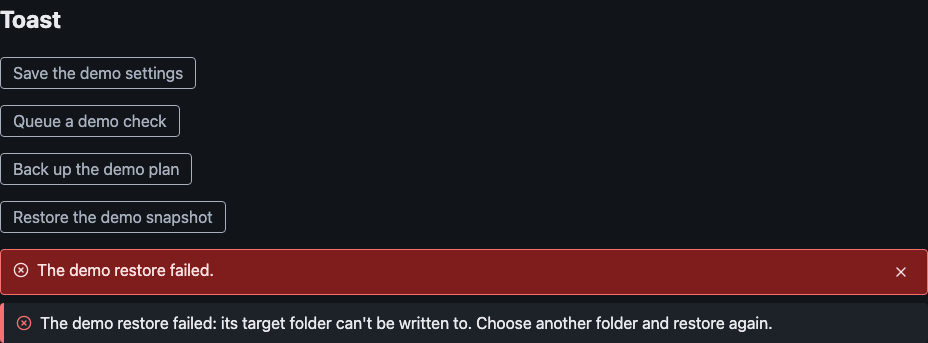 Toast
Save the demo settings
Queue a demo check
Back up the demo plan
Restore the demo snapshot
The demo restore failed.
The demo restore failed: its target folder can't be written to. Choose another folder and restore again.